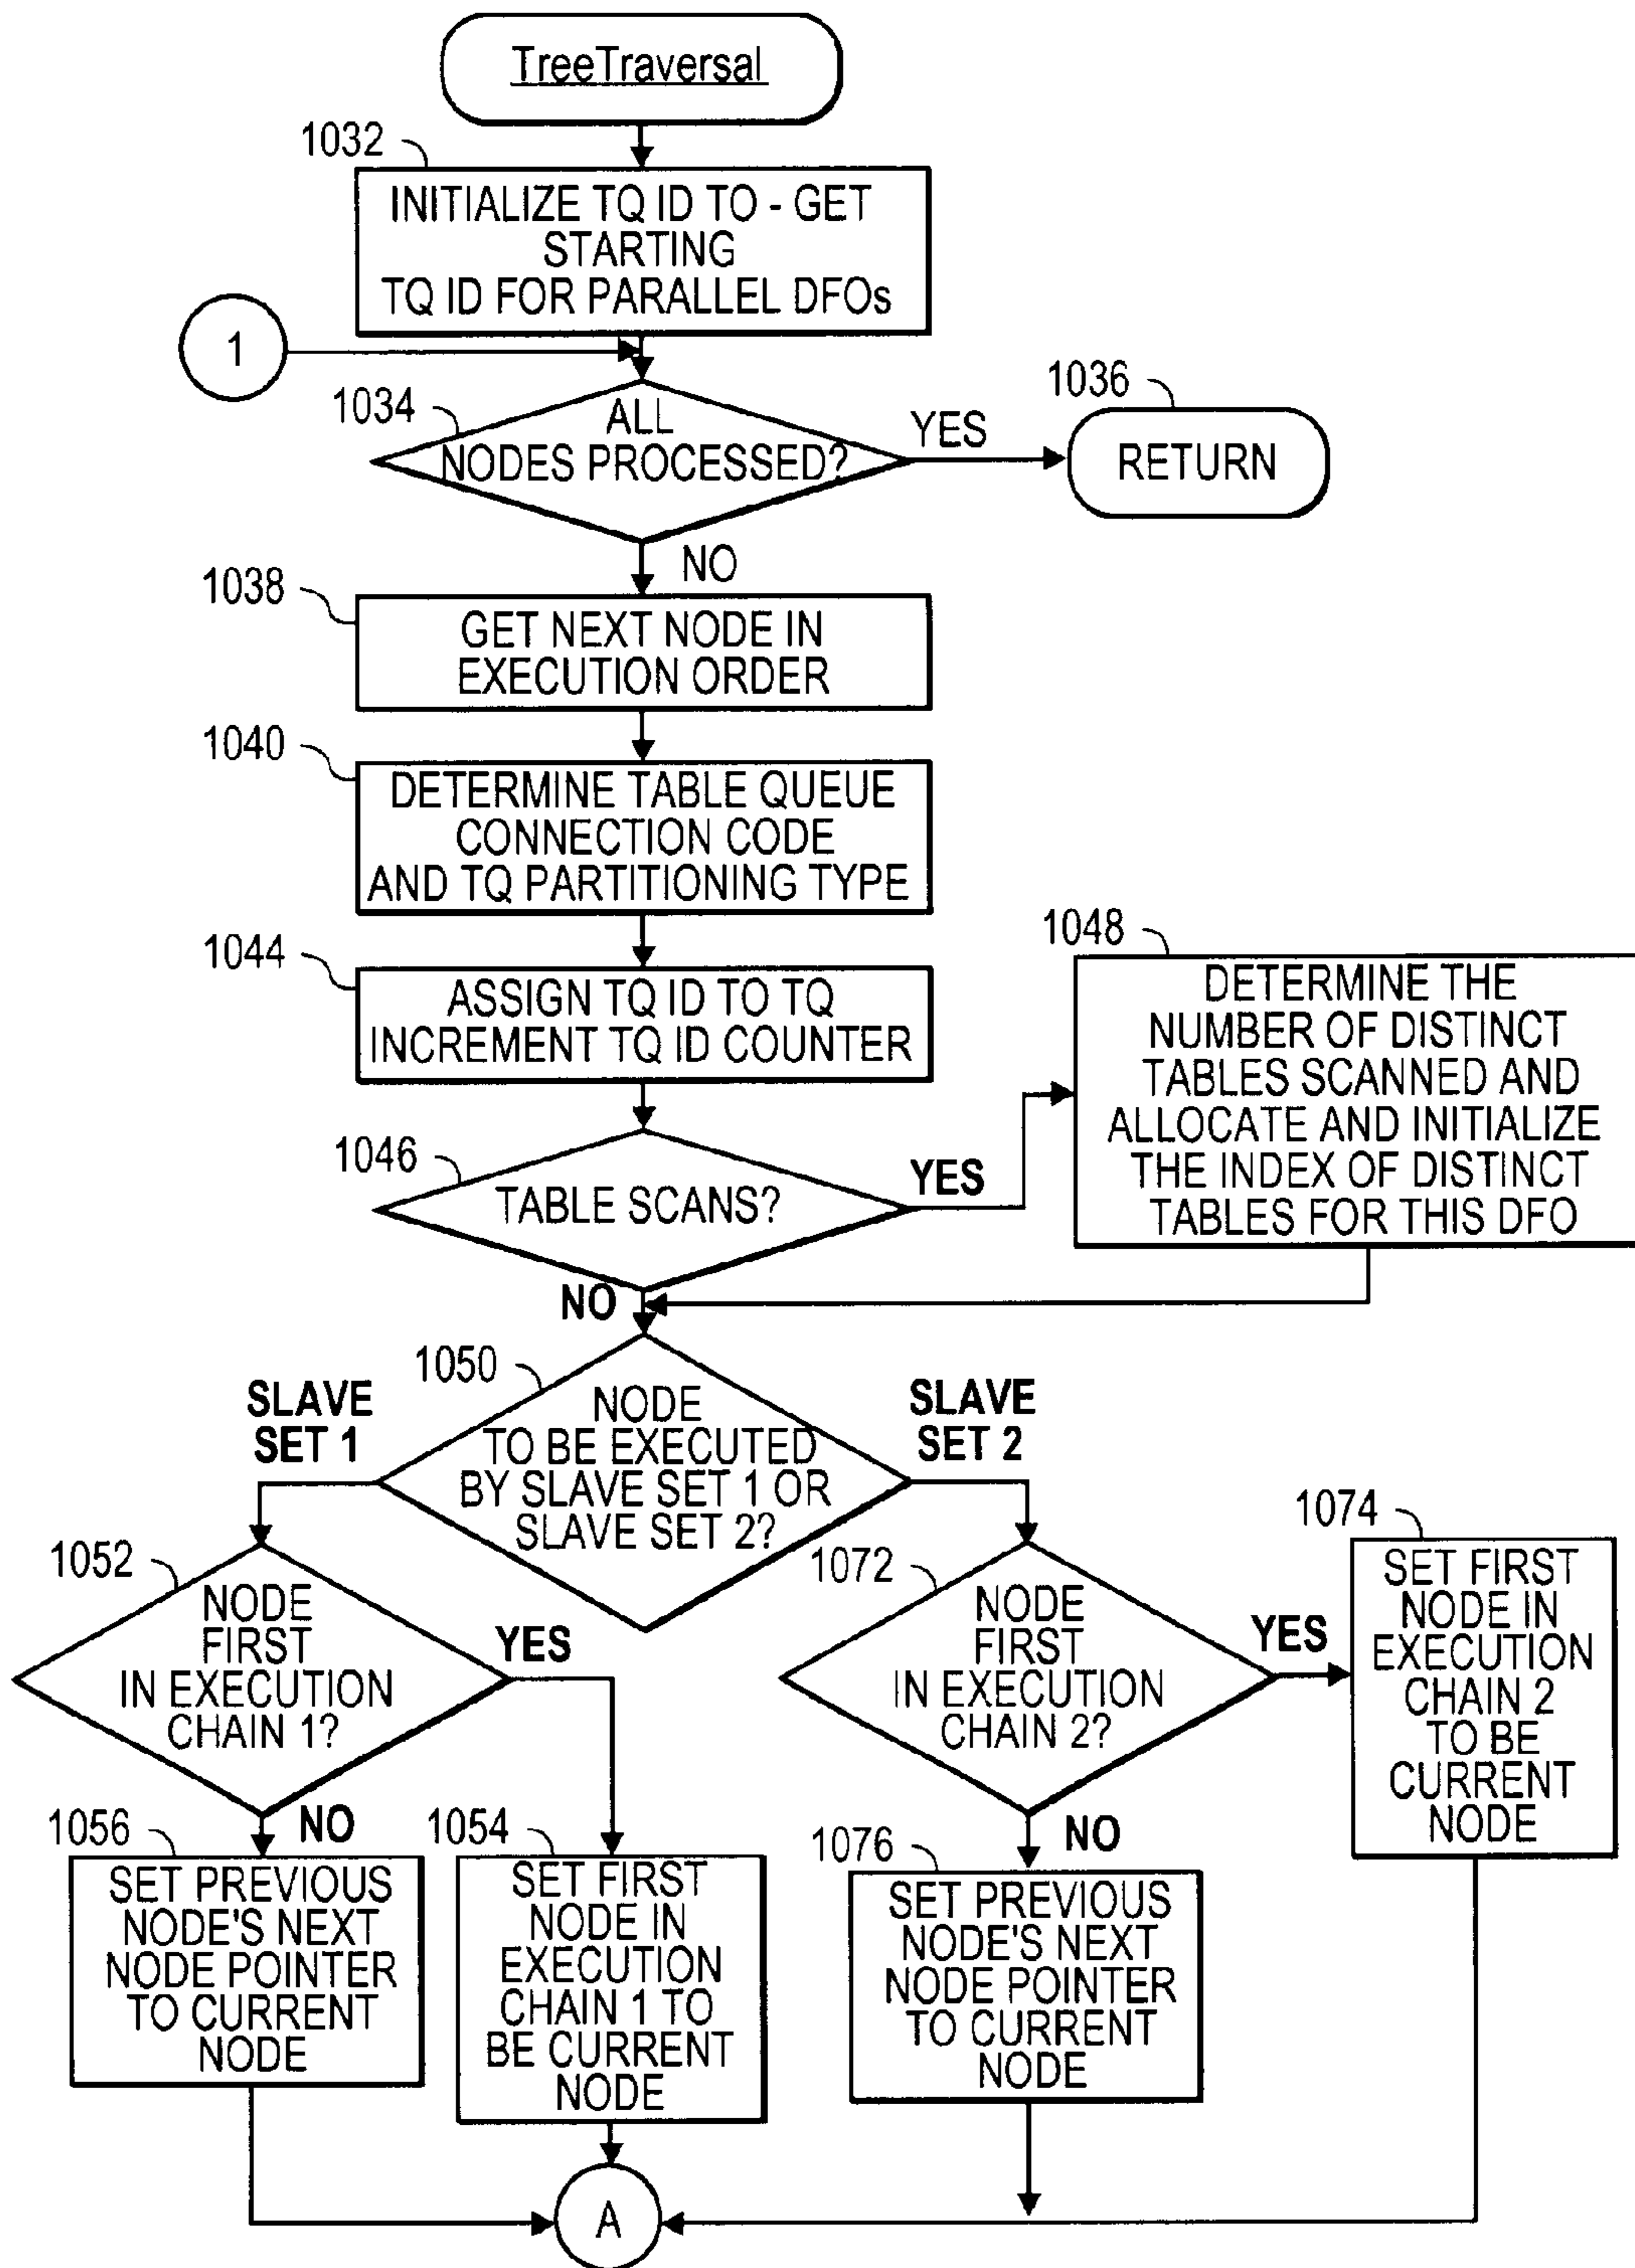 TreeTraversal
1032
INITIALIZE TQ ID TO - GET
STARTING
TQ ID FOR PARALLEL DFOs
1
1034
ALL
NODES PROCESSED?
YES
1036
RETURN
NO
1038
GET NEXT NODE IN
EXECUTION ORDER
1040
DETERMINE TABLE QUEUE
CONNECTION CODE
AND TQ PARTITIONING TYPE
1044
ASSIGN TQ ID TO TQ
INCREMENT TQ ID COUNTER
1046
TABLE SCANS?
YES
1048
DETERMINE THE
NUMBER OF DISTINCT
TABLES SCANNED AND
ALLOCATE AND INITIALIZE
THE INDEX OF DISTINCT
TABLES FOR THIS DFO
NO
1050
NODE
TO BE EXECUTED
BY SLAVE SET 1 OR
SLAVE SET 2?
SLAVE
SET 1
SLAVE
SET 2
1052
NODE
FIRST
IN EXECUTION
CHAIN 1?
YES
NO
1056
SET PREVIOUS
NODE'S NEXT
NODE POINTER
TO CURRENT
NODE
1054
SET FIRST
NODE IN
EXECUTION
CHAIN 1 TO
BE CURRENT
NODE
1072
NODE
FIRST
IN EXECUTION
CHAIN 2?
YES
NO
1074
SET FIRST
NODE IN
EXECUTION
CHAIN 2
TO BE
CURRENT
NODE
1076
SET PREVIOUS
NODE'S NEXT
NODE POINTER
TO CURRENT
NODE
A